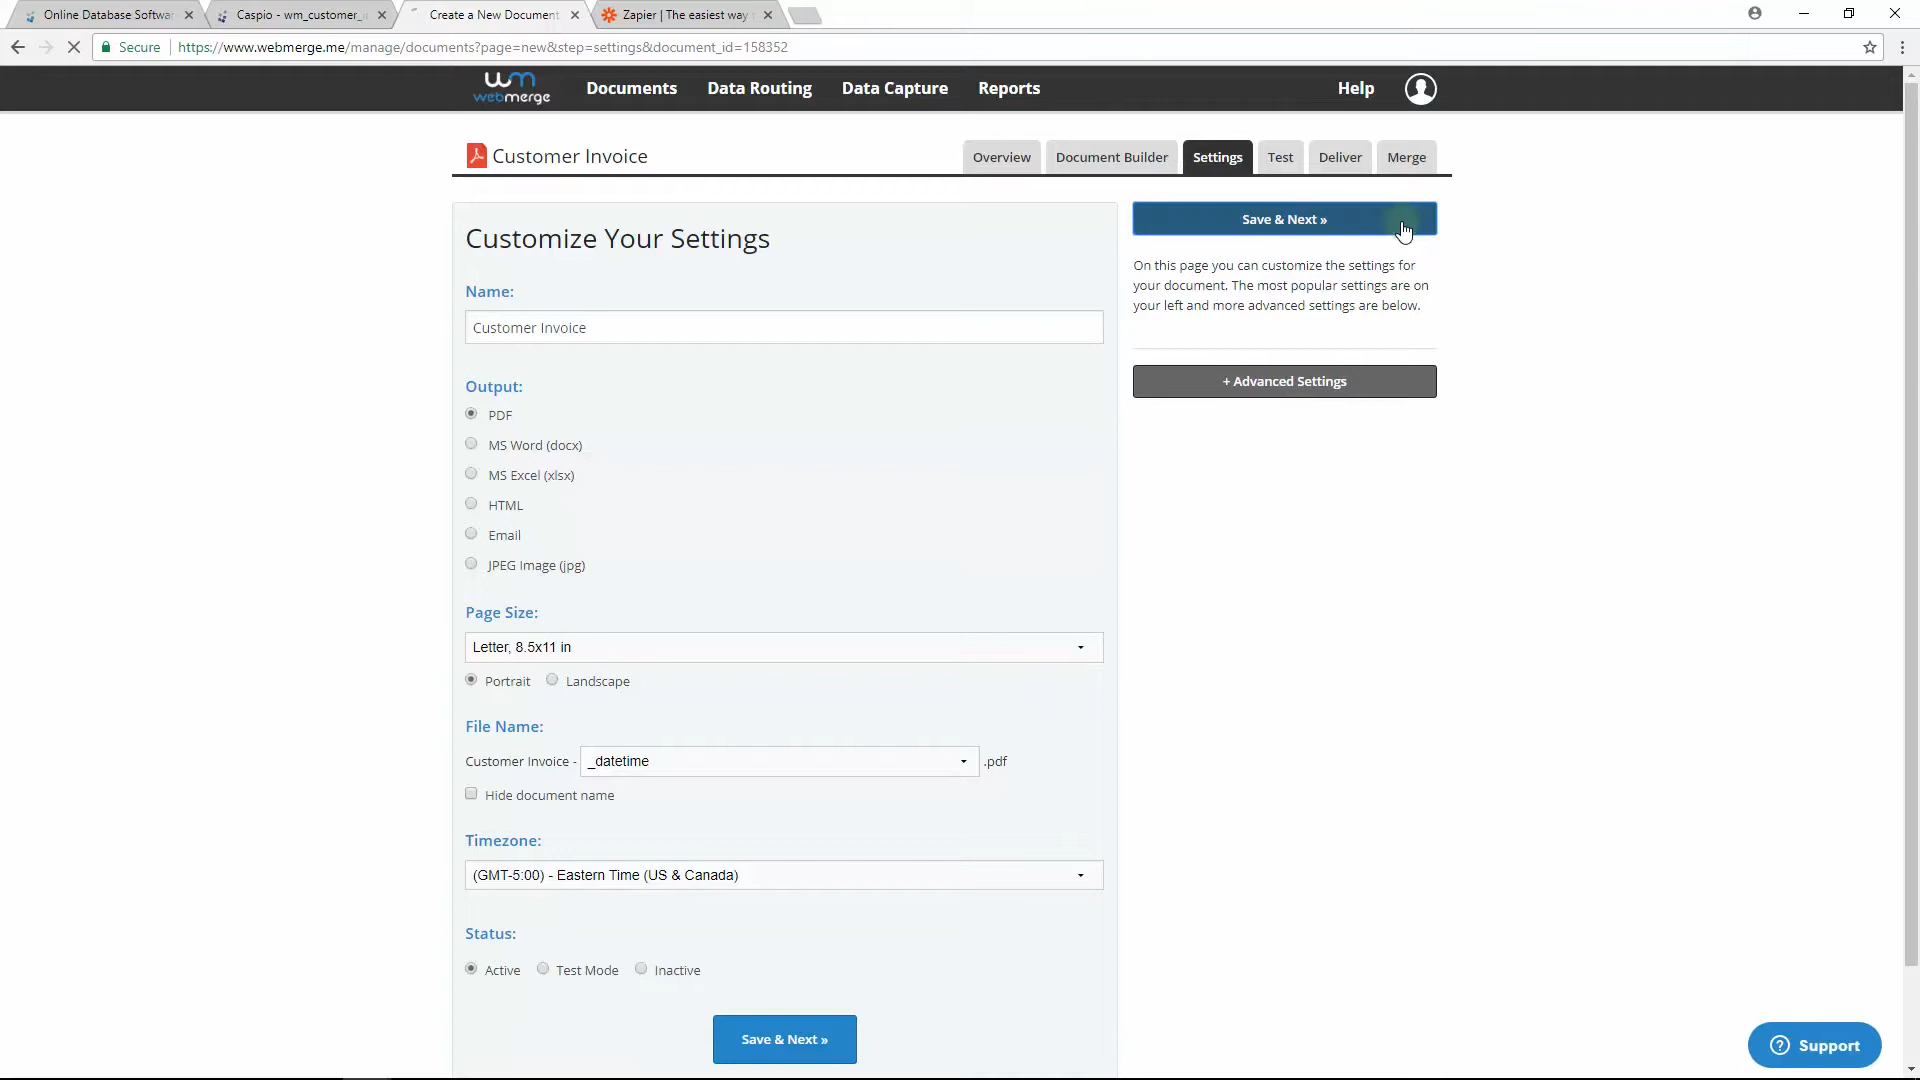 Online Database Softwar
Caspio - wm_customer_i
Create a New Document
Zapier | The easiest way
Secure
https://www.webmerge.me/manage/documents?page=new&step=settings&document_id=158352
wm
webmerge
Documents
Data Routing
Data Capture
Reports
Help
Customer Invoice
Overview
Document Builder
Settings
Test
Deliver
Merge
Customize Your Settings
Name:
Customer Invoice
Output:
PDF
MS Word (docx)
MS Excel (xlsx)
HTML
Email
JPEG Image (jpg)
Page Size:
Letter, 8.5x11 in
Portrait
Landscape
File Name:
Customer Invoice -
_datetime
.pdf
Hide document name
Timezone:
(GMT-5:00) - Eastern Time (US & Canada)
Status:
Active
Test Mode
Inactive
Save & Next »
Save & Next »
On this page you can customize the settings for
your document. The most popular settings are on
your left and more advanced settings are below.
+ Advanced Settings
? Support